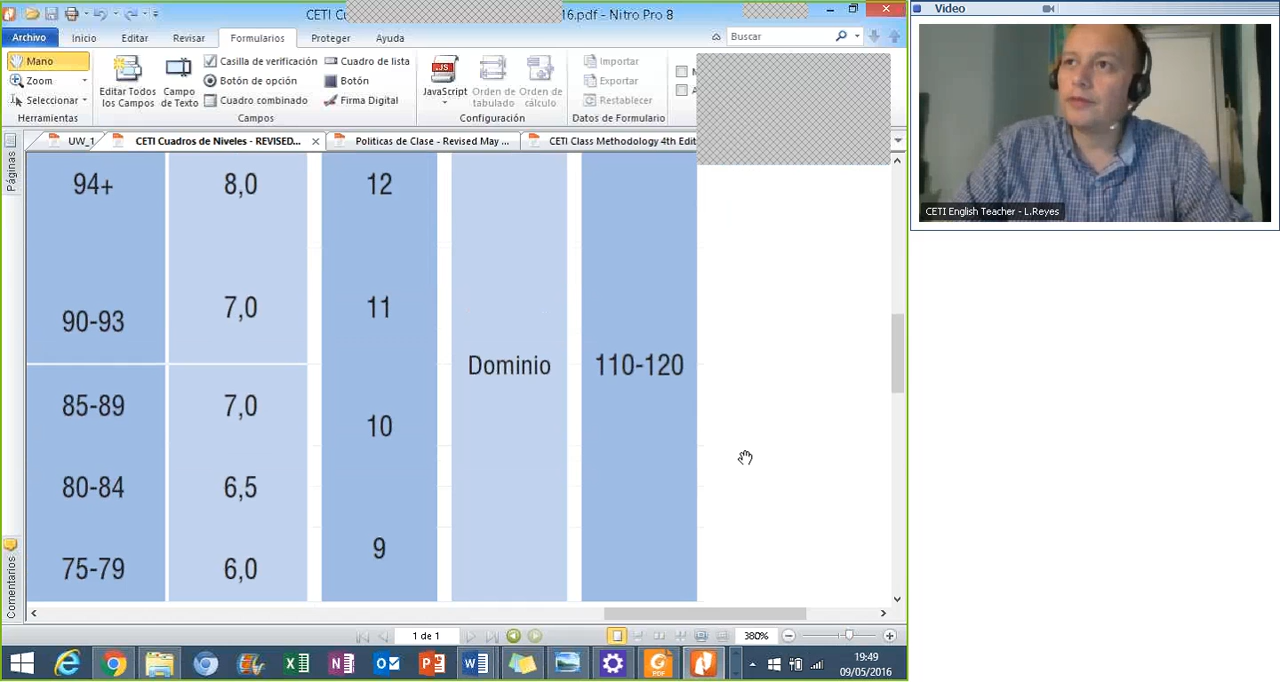 CETI Cu
16.pdf - Nitro Pro 8
Archivo
Inicio
Editar
Revisar
Formularios
Proteger
Ayuda
Buscar
Mano
Zoom
Seleccionar
Herramientas
Editar Todos
los Campos
Campo
de Texto
Casilla de verificación
Botón de opción
Cuadro combinado
Cuadro de lista
Botón
Firma Digital
Campos
JavaScript
Orden de
tabulado
Orden de
cálculo
Configuración
Importar
Exportar
Restablecer
Datos de Formulario
UW_1
CETI Cuadros de Niveles - REVISED...
Politicas de Clase - Revised May ...
CETI Class Methodology 4th Edit
Páginas
Comentarios
94+ 8,0 12
90-93 7,0 11
Dominio 110-120
85-89 7,0 10
80-84 6,5
75-79 6,0 9
1 de 1
380%
19:49
09/05/2016
Video
CETI English Teacher - L.Reyes